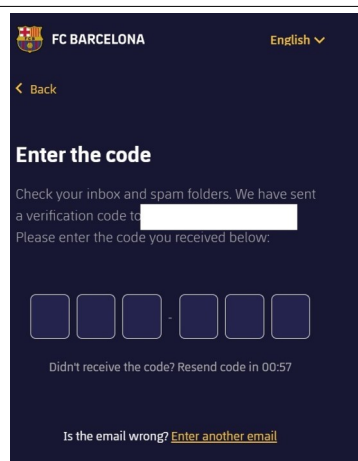 FC BARCELONA
English
Back
Enter the code
Check your inbox and spam folders. We have sent
a verification code to
Please enter the code you received below:
-
Didn't receive the code? Resend code in 00:57
Is the email wrong? Enter another email